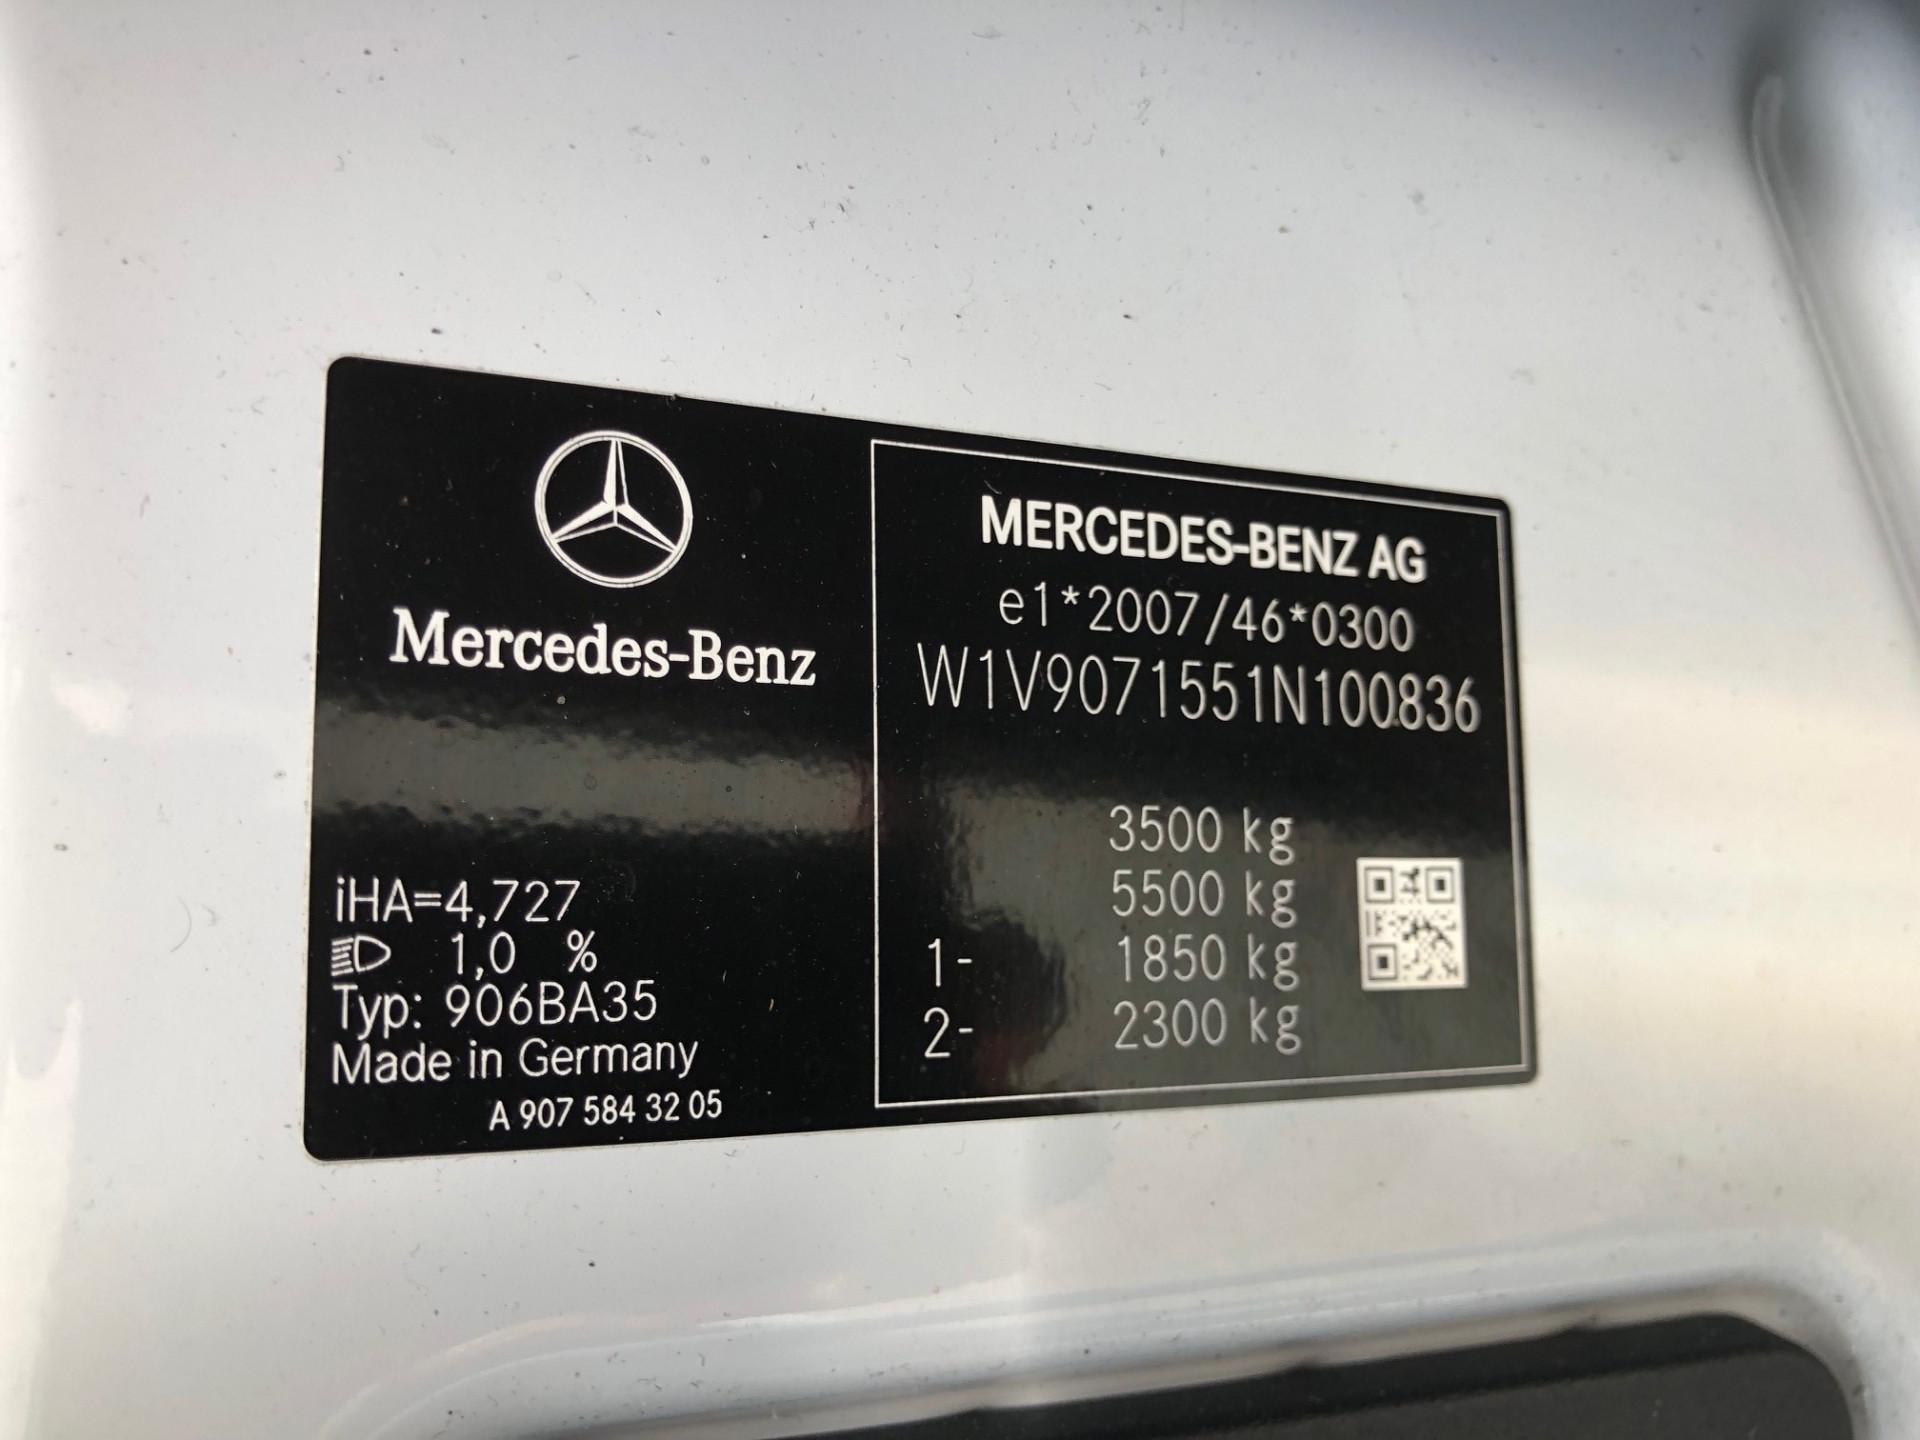 Mercedes-Benz
iHA=4,727
1,0 %
Typ: 906BA35
Made in Germany
A 907 584 32 05
MERCEDES-BENZ AG
e1*2007/46*0300
W1V9071551N100836
3500 kg
5500 kg
1- 1850 kg
2- 2300 kg